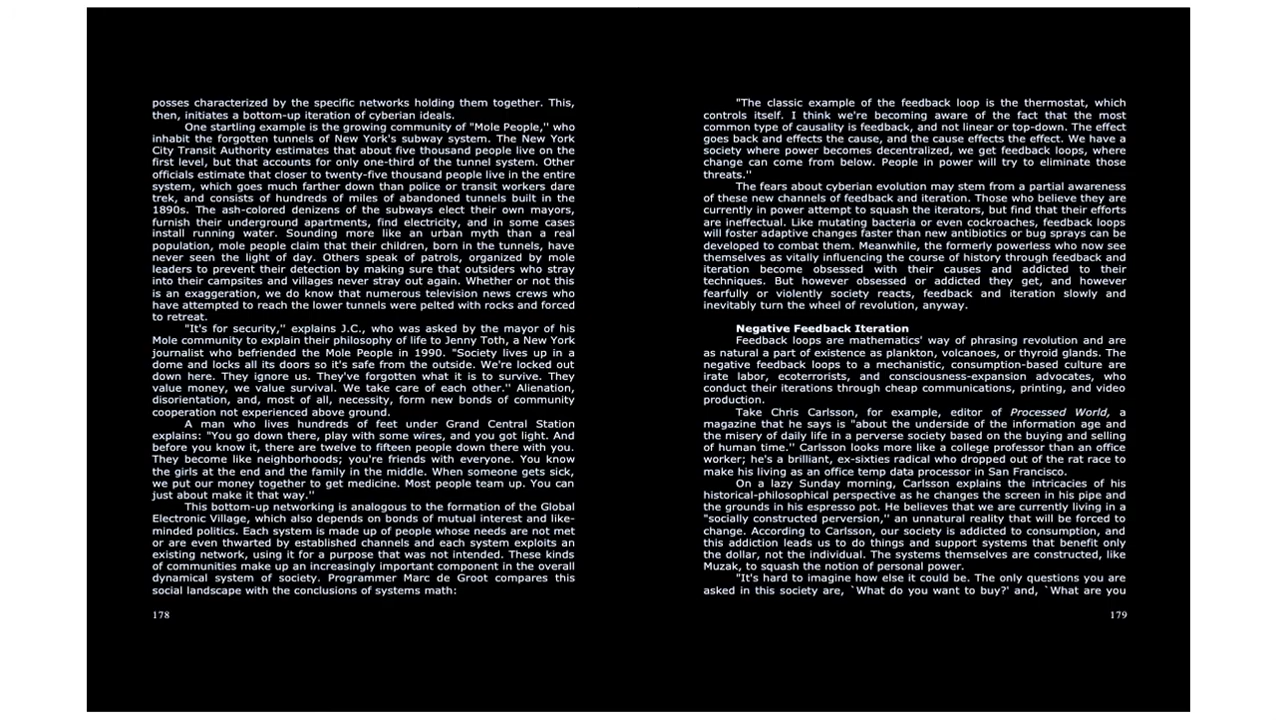 posses characterized by the specific networks holding them together. This,
then, initiates a bottom-up iteration of cyberian ideals.
One startling example is the growing community of "Mole People," who
inhabit the forgotten tunnels of New York's subway system. The New York
City Transit Authority estimates that about five thousand people live on the
first level, but that accounts for only one-third of the tunnel system. Other
officials estimate that closer to twenty-five thousand people live in the entire
system, which goes much farther down than police or transit workers dare
trek, and consists of hundreds of miles of abandoned tunnels built in the
1890s. The ash-colored denizens of the subways elect their own mayors,
furnish their underground apartments, find electricity, and in some cases
install running water. Sounding more like an urban myth than a real
population, mole people claim that their children, born in the tunnels, have
never seen the light of day. Others speak of patrols, organized by mole
leaders to prevent their detection by making sure that outsiders who stray
into their campsites and villages never stray out again. Whether or not this
is an exaggeration, we do know that numerous television news crews who
have attempted to reach the lower tunnels were pelted with rocks and forced
to retreat.
"It's for security,'' explains J.C., who was asked by the mayor of his
Mole community to explain their philosophy of life to Jenny Toth, a New York
journalist who befriended the Mole People in 1990. "Society lives up in a
dome and locks all its doors so it's safe from the outside. We're locked out
down here. They ignore us. They've forgotten what it is to survive. They
value money, we value survival. We take care of each other.'' Alienation,
disorientation, and, most of all, necessity, form new bonds of community
cooperation not experienced above ground.
A man who lives hundreds of feet under Grand Central Station
explains: "You go down there, play with some wires, and you got light. And
before you know it, there are twelve to fifteen people down there with you.
They become like neighborhoods; you're friends with everyone. You know
the girls at the end and the family in the middle. When someone gets sick,
we put our money together to get medicine. Most people team up. You can
just about make it that way.''
This bottom-up networking is analogous to the formation of the Global
Electronic Village, which also depends on bonds of mutual interest and like-
minded politics. Each system is made up of people whose needs are not met
or are even thwarted by established channels and each system exploits an
existing network, using it for a purpose that was not intended. These kinds
of communities make up an increasingly important component in the overall
dynamical system of society. Programmer Marc de Groot compares this
social landscape with the conclusions of systems math:
178
"The classic example of the feedback loop is the thermostat, which
controls itself. I think we're becoming aware of the fact that the most
common type of causality is feedback, and not linear or top-down. The effect
goes back and effects the cause, and the cause effects the effect. We have a
society where power becomes decentralized, we get feedback loops, where
change can come from below. People in power will try to eliminate those
threats.''
The fears about cyberian evolution may stem from a partial awareness
of these new channels of feedback and iteration. Those who believe they are
currently in power attempt to squash the iterators, but find that their efforts
are ineffectual. Like mutating bacteria or even cockroaches, feedback loops
will foster adaptive changes faster than new antibiotics or bug sprays can be
developed to combat them. Meanwhile, the formerly powerless who now see
themselves as vitally influencing the course of history through feedback and
iteration become obsessed with their causes and addicted to their
techniques. But however obsessed or addicted they get, and however
fearfully or violently society reacts, feedback and iteration slowly and
inevitably turn the wheel of revolution, anyway.
Negative Feedback Iteration
Feedback loops are mathematics' way of phrasing revolution and are
as natural a part of existence as plankton, volcanoes, or thyroid glands. The
negative feedback loops to a mechanistic, consumption-based culture are
irate labor, ecoterrorists, and consciousness-expansion advocates, who
conduct their iterations through cheap communications, printing, and video
production.
Take Chris Carlsson, for example, editor of Processed World, a
magazine that he says is "about the underside of the information age and
the misery of daily life in a perverse society based on the buying and selling
of human time.'' Carlsson looks more like a college professor than an office
worker; he's a brilliant, ex-sixties radical who dropped out of the rat race to
make his living as an office temp data processor in San Francisco.
On a lazy Sunday morning, Carlsson explains the intricacies of his
historical-philosophical perspective as he changes the screen in his pipe and
the grounds in his espresso pot. He believes that we are currently living in a
"socially constructed perversion,'' an unnatural reality that will be forced to
change. According to Carlsson, our society is addicted to consumption, and
this addiction leads us to do things and support systems that benefit only
the dollar, not the individual. The systems themselves are constructed, like
Muzak, to squash the notion of personal power.
"It's hard to imagine how else it could be. The only questions you are
asked in this society are, `What do you want to buy?' and, `What are you
179